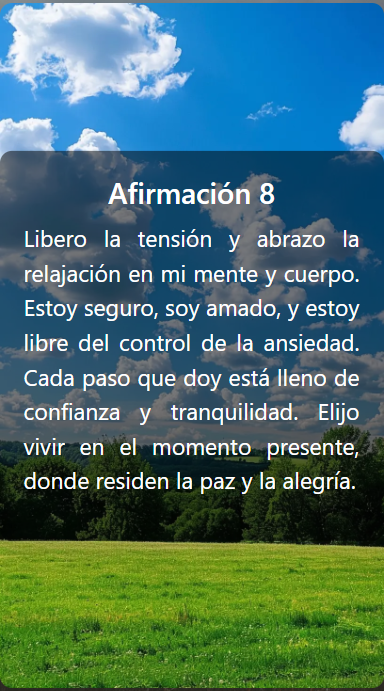 Afirmación 8
Libero la tensión y abrazo la
relajación en mi mente y cuerpo.
Estoy seguro, soy amado, y estoy
libre del control de la ansiedad.
Cada paso que doy está lleno de
confianza y tranquilidad. Elijo
vivir en el momento presente,
donde residen la paz y la alegría.